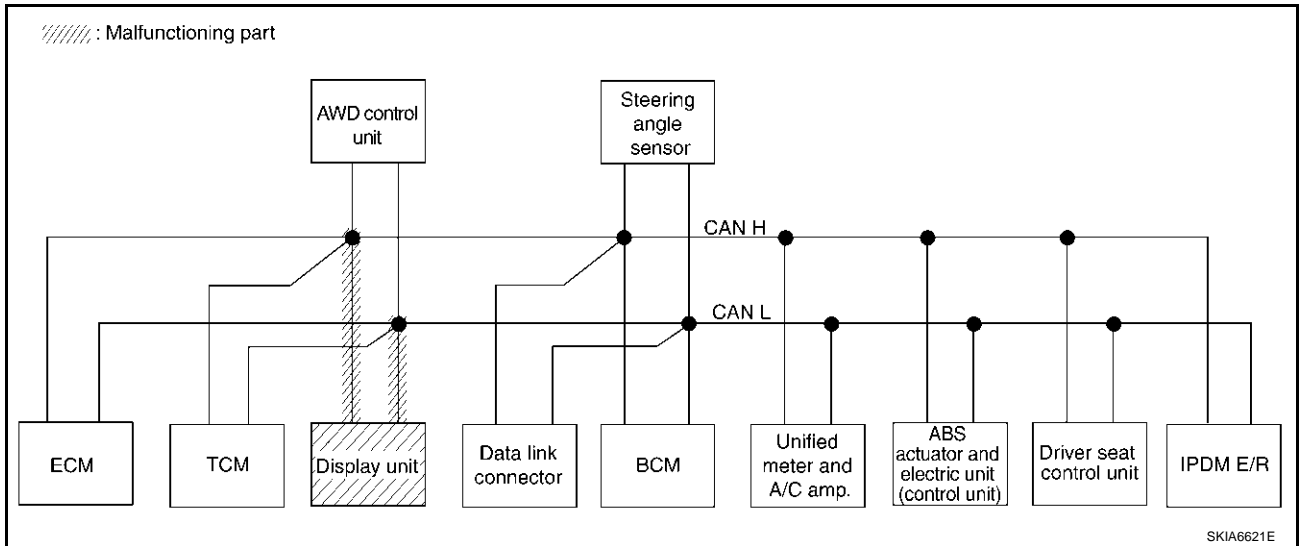 : Malfunctioning part
AWD control
unit
Steering
angle
sensor
CAN H
CAN L
ECM
TCM
Display unit
Data link
connector
BCM
Unified
meter and
A/C amp.
ABS
actuator and
electric unit
(control unit)
Driver seat
control unit
IPDM E/R
SKIA6621E